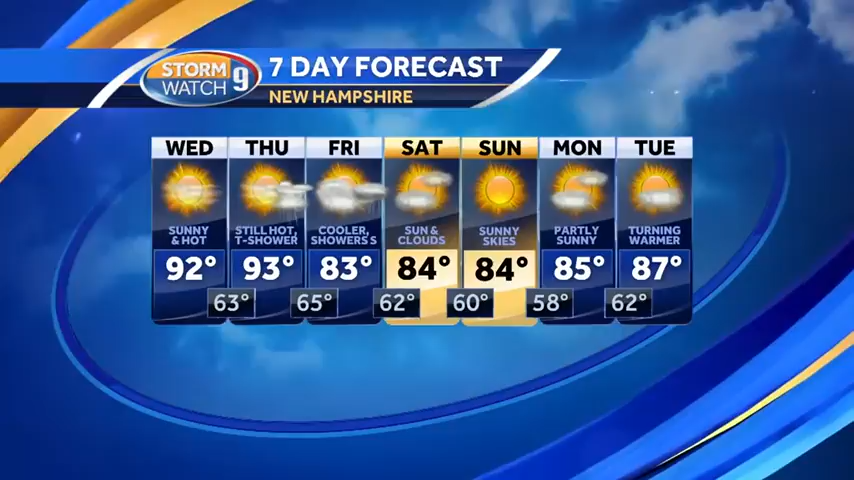 STORM
WATCH 9
7 DAY FORECAST
NEW HAMPSHIRE
WED THU FRI SAT SUN MON TUE
SUNNY
& HOT
STILL HOT,
T-SHOWER
COOLER,
SHOWERS S
SUN &
CLOUDS
SUNNY
SKIES
PARTLY
SUNNY
TURNING
WARMER
92° 93° 83° 84° 84° 85° 87°
63° 65° 62° 60° 58° 62°